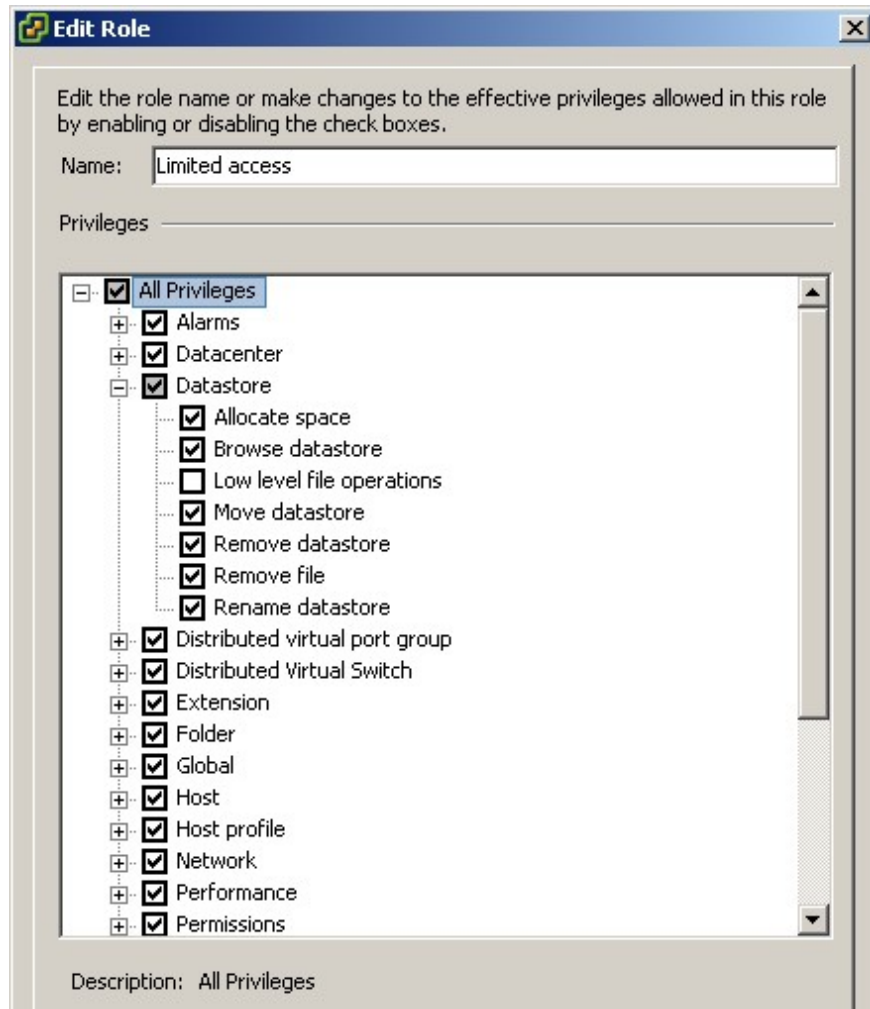 Edit Role
Edit the role name or make changes to the effective privileges allowed in this role
by enabling or disabling the check boxes.
Name: Limited access
Privileges
All Privileges
Alarms
Datacenter
Datastore
Allocate space
Browse datastore
Low level file operations
Move datastore
Remove datastore
Remove file
Rename datastore
Distributed virtual port group
Distributed Virtual Switch
Extension
Folder
Global
Host
Host profile
Network
Performance
Permissions
Description: All Privileges